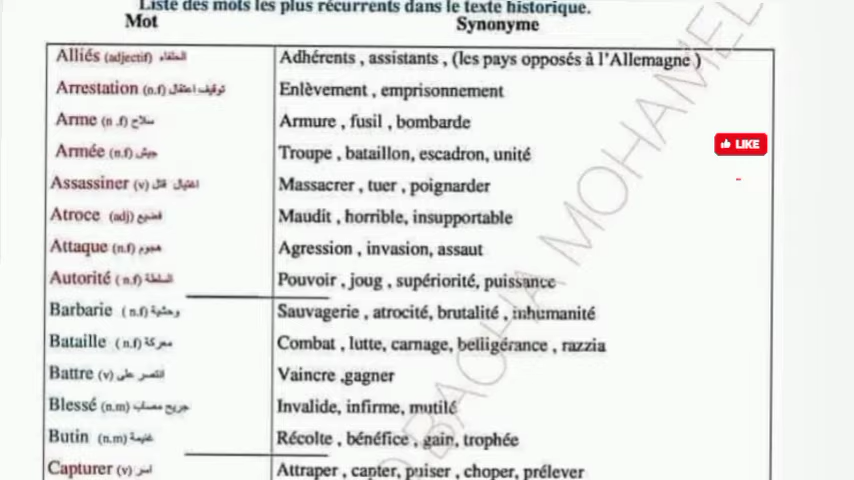 Liste des mots les plus récurrents dans le texte historique.
Mot Synonyme
Alliés (adjectif) الحلفاء Adhérents , assistants , (les pays opposés à l'Allemagne )
Arrestation (n.f) توقيف اعتقال Enlèvement , emprisonnement
Arme (n .f) سلاح Armure , fusil , bombarde
Armée (n.f) جيش Troupe , bataillon, escadron, unité
LIKE
Assassiner (v) اغتيال قتل Massacrer , tuer , poignarder
Atroce (adj) فضيع Maudit , horrible, insupportable
Attaque (n.f) هجوم Agression , invasion, assaut
Autorité ( n.f) السلطة Pouvoir , joug , supériorité, puissance
Barbarie ( n.f) وحشية Sauvagerie , atrocité, brutalité , inhumanité
Bataille ( n.f) معركة Combat , lutte, carnage, belligérance , razzia
Battre (v) انتصر على Vaincre ,gagner
Blessé (n.m) جريح مصاب Invalide, infirme, mutilé
Butin (n.m) غنيمة Récolte , bénéfice , gain, trophée
Capturer (v) اسر Attraper , capter, puiser , choper, prélever
BAOHA MOHAMED